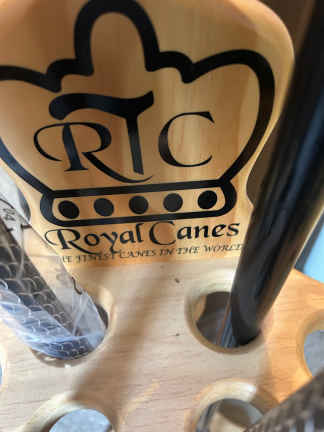 RTC
Royal Canes
THE FINEST CANES IN THE WORLD